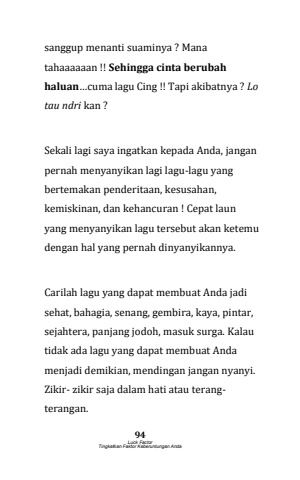 sanggup menanti suaminya ? Mana
tahaaaaaan !! Sehingga cinta berubah
haluan…cuma lagu Cing !! Tapi akibatnya ? Lo
tau ndri kan ?
Sekali lagi saya ingatkan kepada Anda, jangan
pernah menyanyikan lagi lagu-lagu yang
bertemakan penderitaan, kesusahan,
kemiskinan, dan kehancuran ! Cepat laun
yang menyanyikan lagu tersebut akan ketemu
dengan hal yang pernah dinyanyikannya.
Carilah lagu yang dapat membuat Anda jadi
sehat, bahagia, senang, gembira, kaya, pintar,
sejahtera, panjang jodoh, masuk surga. Kalau
tidak ada lagu yang dapat membuat Anda
menjadi demikian, mendingan jangan nyanyi.
Zikir- zikir saja dalam hati atau terang-
terangan.
94
Luck Factor
Tingkatkan Faktor Keberuntungan Anda